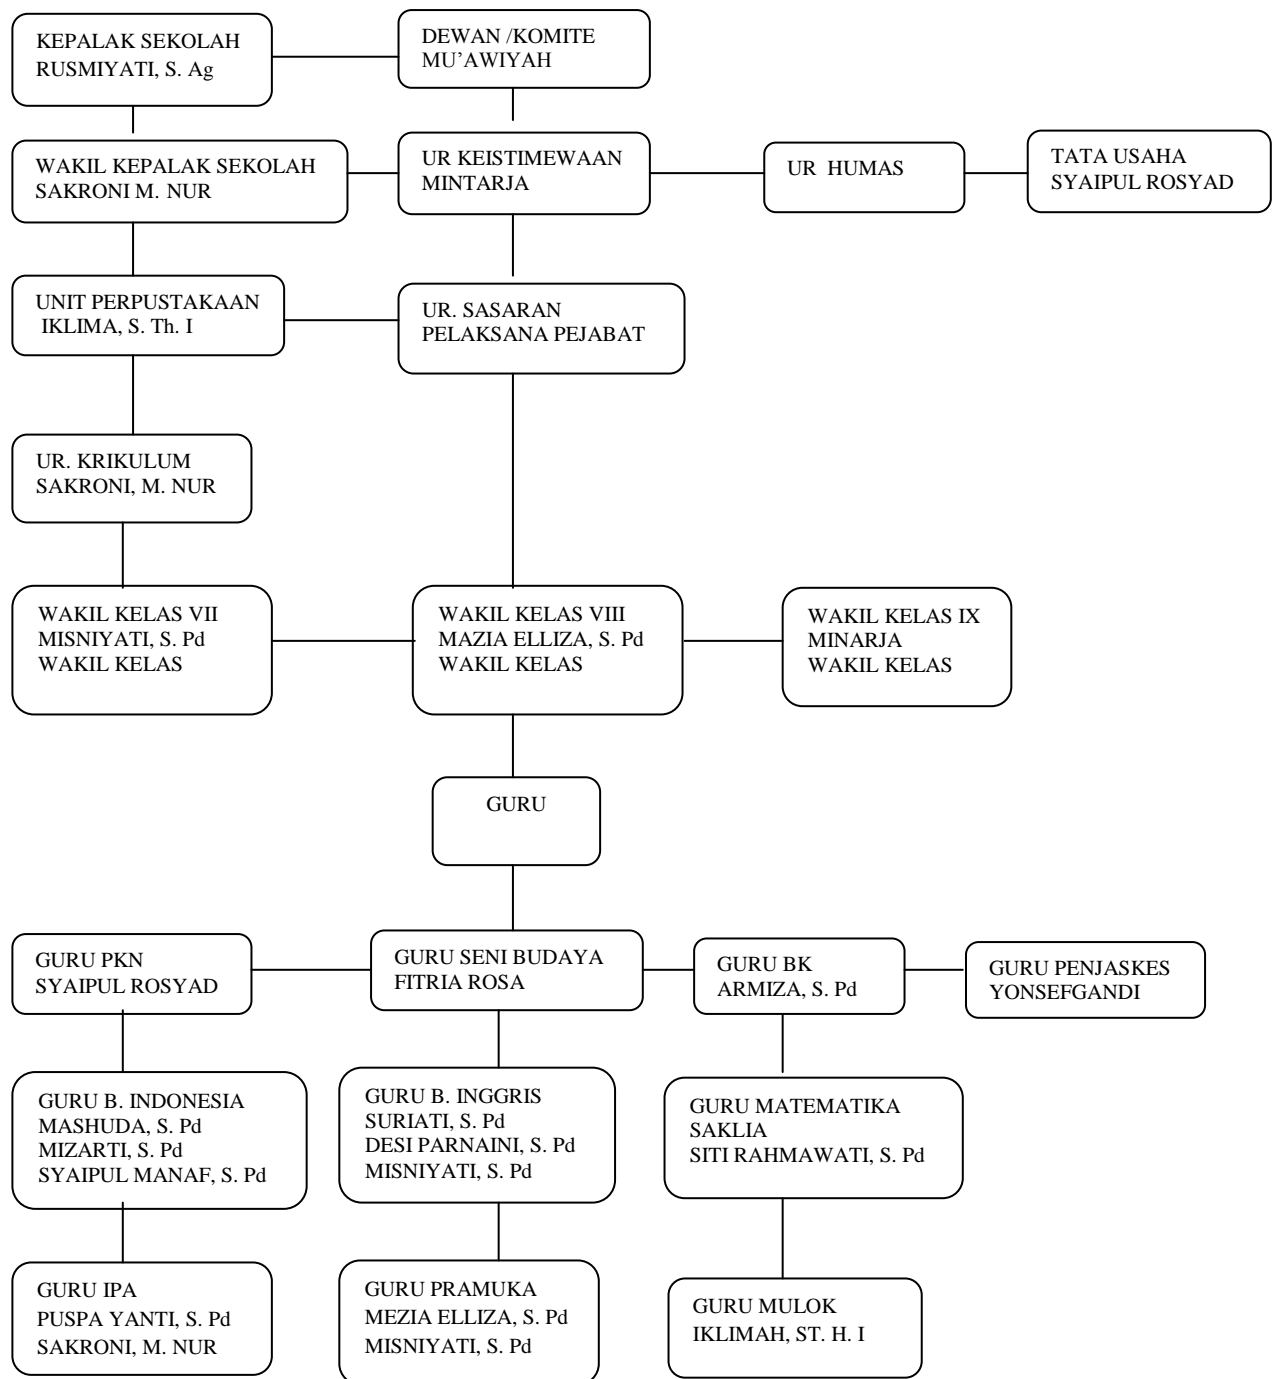 KEPALAK SEKOLAH
RUSMIYATI, S. Ag
DEWAN /KOMITE
MU’AWIYAH
WAKIL KEPALAK SEKOLAH
SAKRONI M. NUR
UR KEISTIMEWAAN
MINTARJA
UR HUMAS
TATA USAHA
SYAIPUL ROSYAD
UNIT PERPUSTAKAAN
IKLIMA, S. Th. I
UR. SASARAN
PELAKSANA PEJABAT
UR. KRIKULUM
SAKRONI, M. NUR
WAKIL KELAS VII
MISNIYATI, S. Pd
WAKIL KELAS
WAKIL KELAS VIII
MAZIA ELLIZA, S. Pd
WAKIL KELAS
WAKIL KELAS IX
MINARJA
WAKIL KELAS
GURU
GURU PKN
SYAIPUL ROSYAD
GURU SENI BUDAYA
FITRIA ROSA
GURU BK
ARMIZA, S. Pd
GURU PENJASKES
YONSEFGANDI
GURU B. INDONESIA
MASHUDA, S. Pd
MIZARTI, S. Pd
SYAIPUL MANAF, S. Pd
GURU B. INGGRIS
SURIATI, S. Pd
DESI PARNAINI, S. Pd
MISNIYATI, S. Pd
GURU MATEMATIKA
SAKLIA
SITI RAHMAWATI, S. Pd
GURU IPA
PUSPA YANTI, S. Pd
SAKRONI, M. NUR
GURU PRAMUKA
MEZIA ELLIZA, S. Pd
MISNIYATI, S. Pd
GURU MULOK
IKLIMAH, ST. H. I